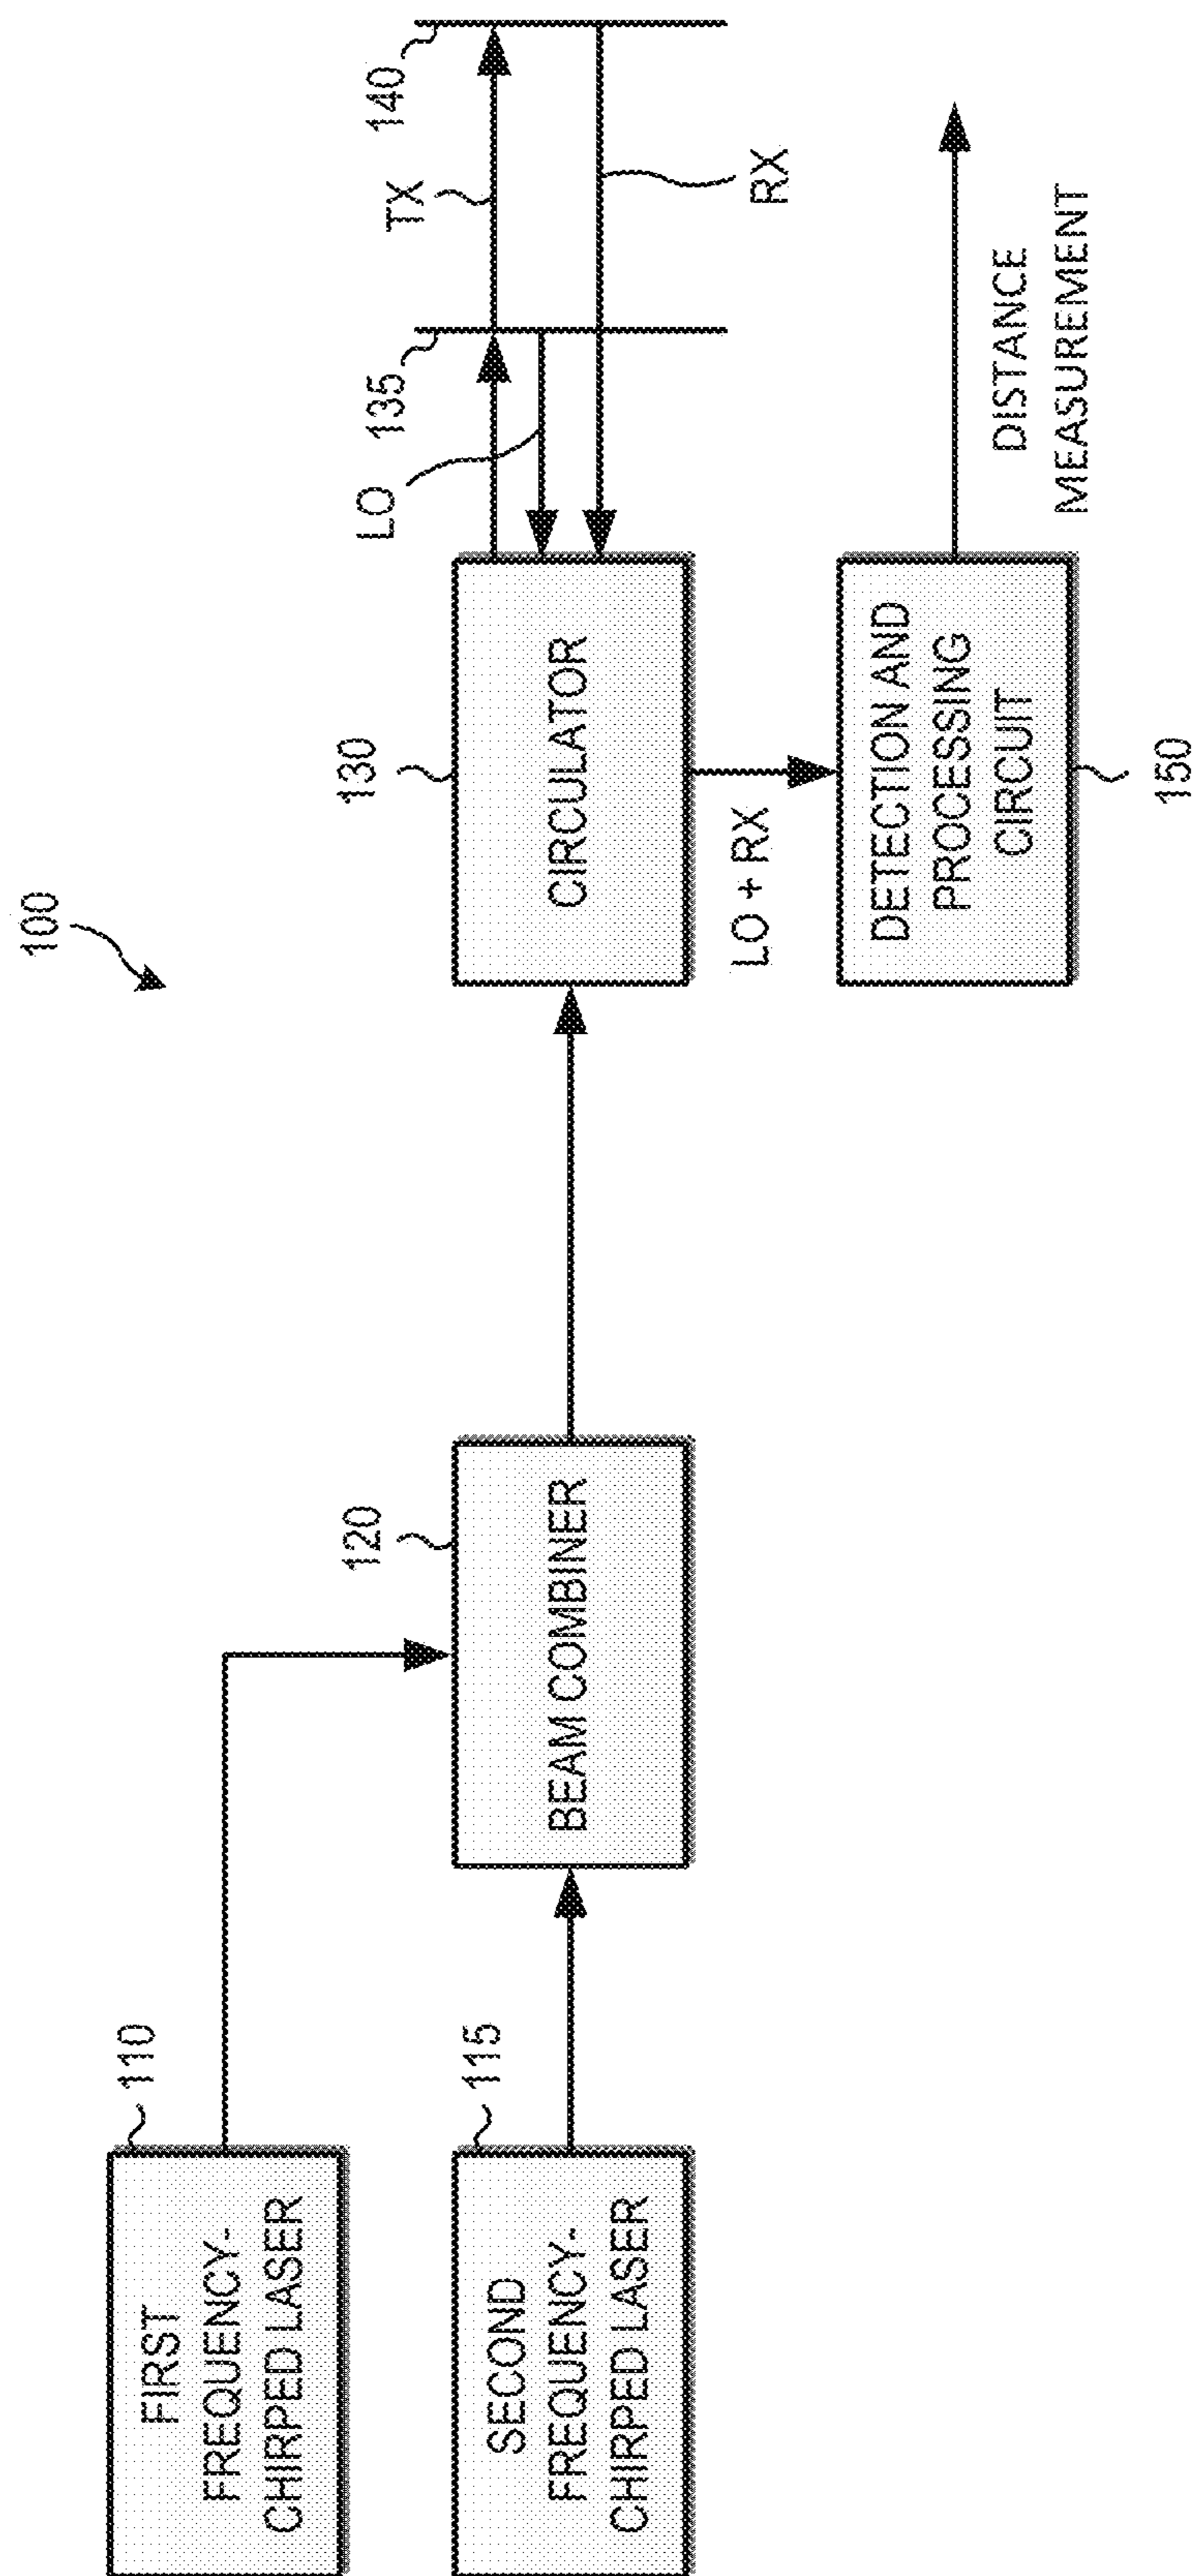 100
110
FIRST
FREQUENCY-
CHIRPED LASER
115
SECOND
FREQUENCY-
CHIRPED LASER
120
BEAM COMBINER
130
CIRCULATOR
LO
135
TX
140
RX
LO + RX
DETECTION AND
PROCESSING
CIRCUIT
150
DISTANCE
MEASUREMENT